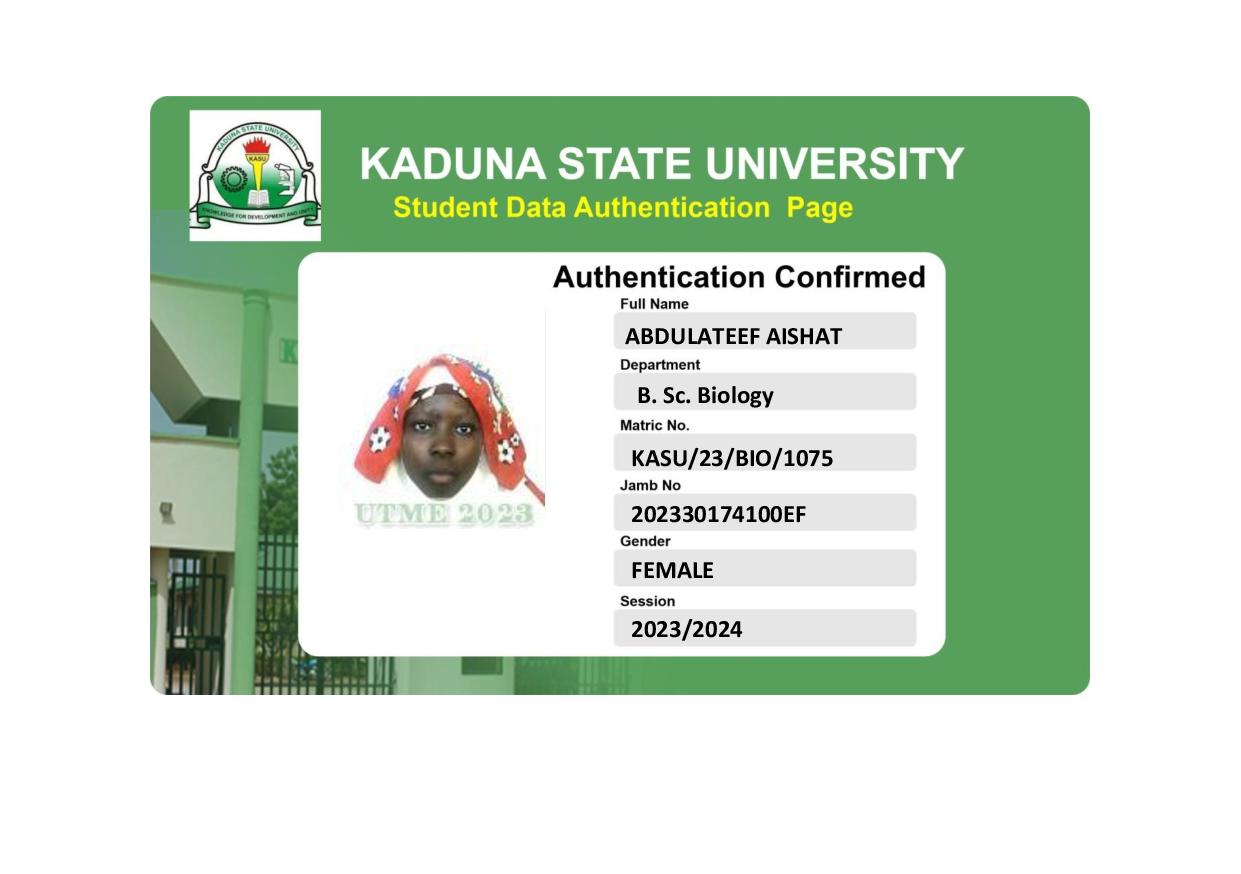 KADUNA STATE UNIVERSITY
KASU
KNOWLEDGE FOR DEVELOPMENT AND UNITY
KADUNA STATE UNIVERSITY
Student Data Authentication Page
Authentication Confirmed
Full Name
ABDULATEEF AISHAT
Department
B. Sc. Biology
Matric No.
KASU/23/BIO/1075
Jamb No
202330174100EF
Gender
FEMALE
Session
2023/2024
UTME 2023
K